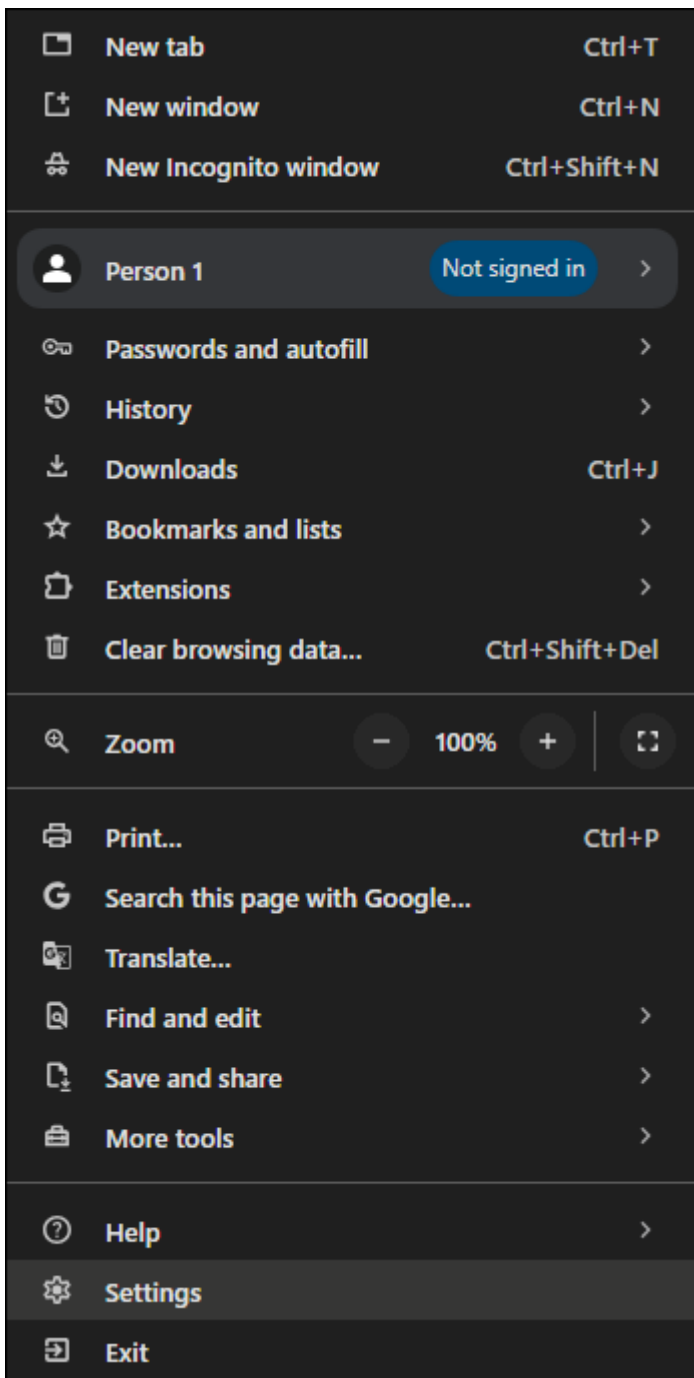 New tab Ctrl+T
New window Ctrl+N
New Incognito window Ctrl+Shift+N
Person 1 Not signed in
Passwords and autofill
History
Downloads Ctrl+J
Bookmarks and lists
Extensions
Clear browsing data... Ctrl+Shift+Del
Zoom − 100% +
Print... Ctrl+P
Search this page with Google...
Translate...
Find and edit
Save and share
More tools
Help
Settings
Exit